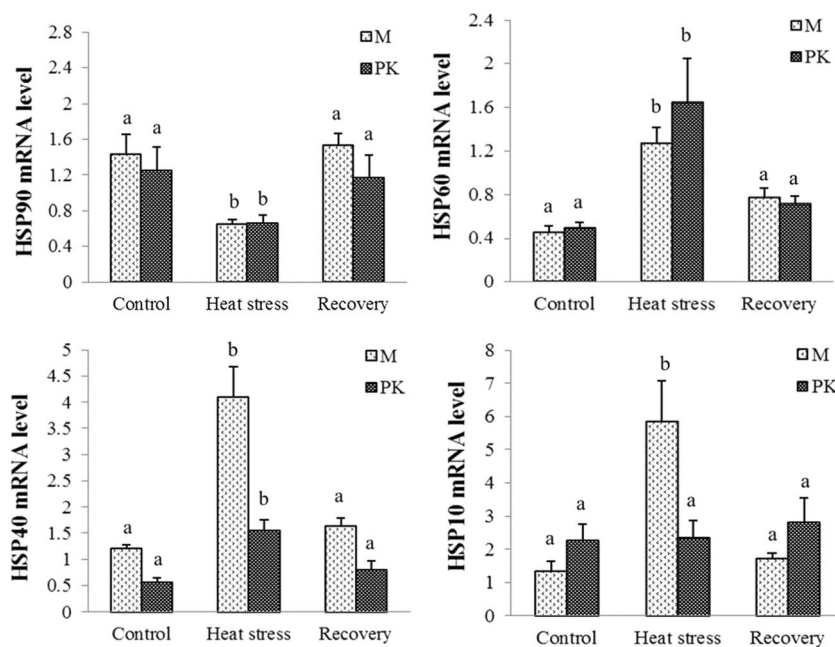 HSP90 mRNA level
2.8
2.4
2
1.6
1.2
0.8
0.4
0
M
PK
a
a
b
b
a
a
Control
Heat stress
Recovery
HSP60 mRNA level
2.4
2
1.6
1.2
0.8
0.4
0
M
PK
a
a
b
b
a
a
Control
Heat stress
Recovery
HSP40 mRNA level
5
4.5
4
3.5
3
2.5
2
1.5
1
0.5
0
M
PK
a
a
b
b
a
a
Control
Heat stress
Recovery
HSP10 mRNA level
8
7
6
5
4
3
2
1
0
M
PK
a
a
b
a
a
a
Control
Heat stress
Recovery